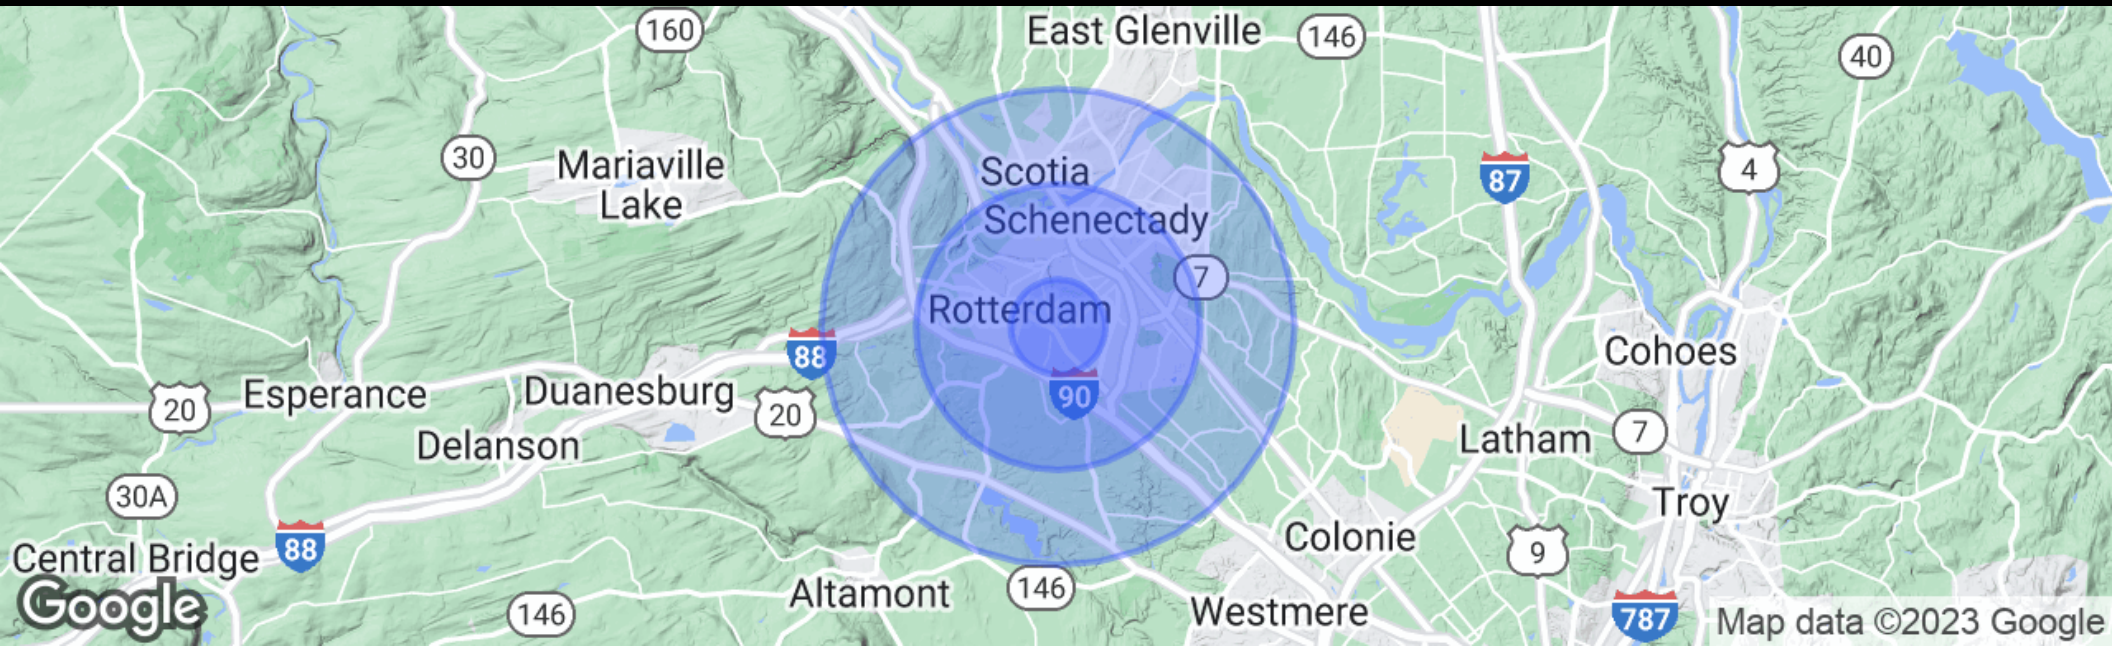 160
East Glenville
146
40
30
Mariaville
Lake
Scotia
87
4
Schenectady
7
Rotterdam
88
Cohoes
20
Esperance
Duanesburg
20
90
Delanson
Latham
7
30A
Troy
88
Central Bridge
Colonie
9
Altamont
146
Google
146
Westmere
787
Map data ©2023 Google